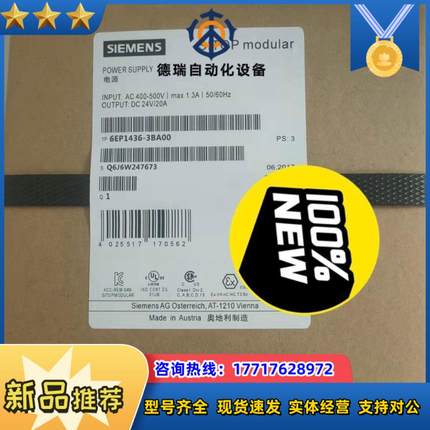 SIEMENS
OP modular
德瑞自动化设备
POWER SUPPLY
电源
INPUT: AC 400-500V | max 1.3A | 50/60Hz
OUTPUT: DC 24V/20A
1P 6EP1436-3BA00
PS: 3
S Q6J6W247673
06.2017
Q 1
100%
NEW
4 025517 170562
Siemens AG Österreich, AT-1210 Vienna
Made in Austria 奥地利制造
咨询热线：17717628972
新品推荐
型号齐全 现货速发 实体经营 支持对公